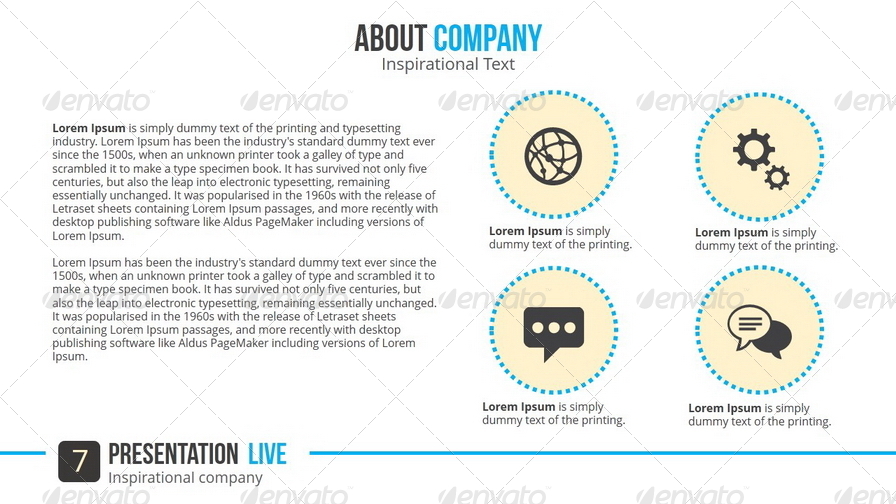 ABOUT COMPANY
Inspirational Text
Lorem Ipsum is simply dummy text of the printing and typesetting
industry. Lorem Ipsum has been the industry's standard dummy text ever
since the 1500s, when an unknown printer took a galley of type and
scrambled it to make a type specimen book. It has survived not only five
centuries, but also the leap into electronic typesetting, remaining
essentially unchanged. It was popularised in the 1960s with the release of
Letraset sheets containing Lorem Ipsum passages, and more recently with
desktop publishing software like Aldus PageMaker including versions of
Lorem Ipsum.
Lorem Ipsum has been the industry's standard dummy text ever since the
1500s, when an unknown printer took a galley of type and scrambled it to
make a type specimen book. It has survived not only five centuries, but
also the leap into electronic typesetting, remaining essentially unchanged.
It was popularised in the 1960s with the release of Letraset sheets
containing Lorem Ipsum passages, and more recently with desktop
publishing software like Aldus PageMaker including versions of Lorem
Ipsum.
Lorem Ipsum is simply
dummy text of the printing.
Lorem Ipsum is simply
dummy text of the printing.
Lorem Ipsum is simply
dummy text of the printing.
Lorem Ipsum is simply
dummy text of the printing.
7
PRESENTATION LIVE
Inspirational company
envato envato envato envato envato
envato envato envato envato envato
envato envato envato envato envato